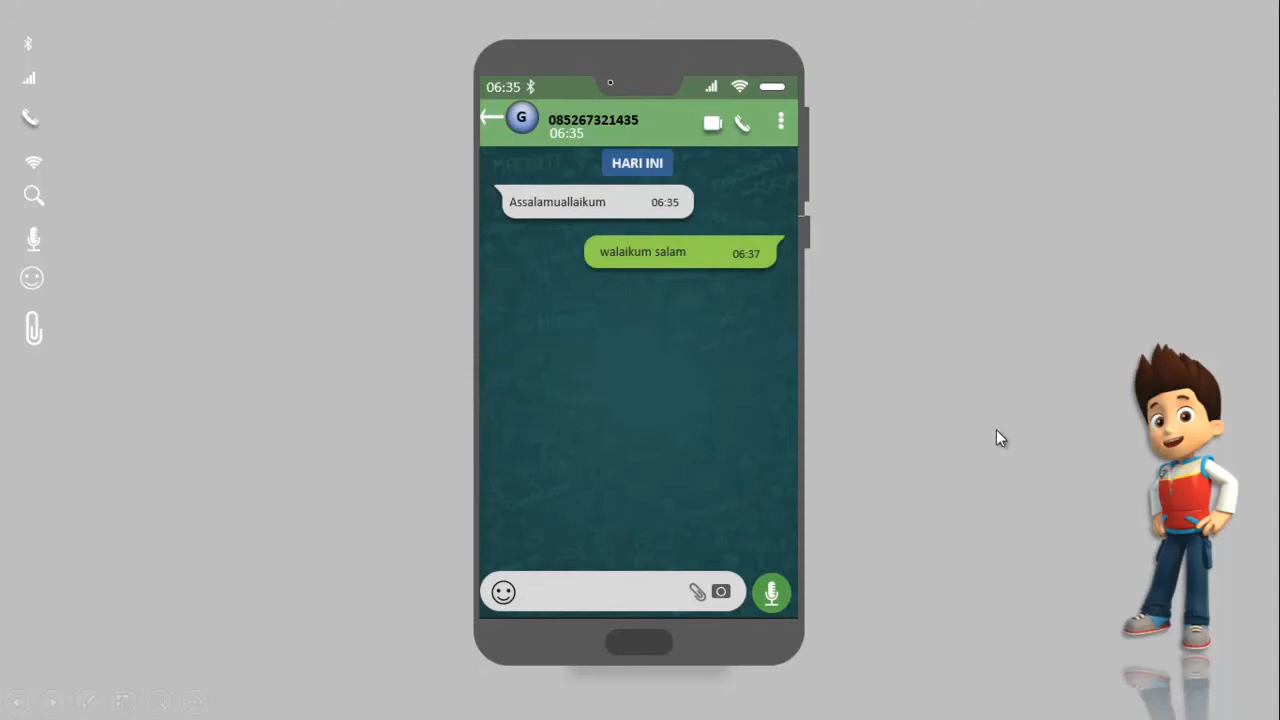 06:35
G
085267321435
06:35
HARI INI
Assalamuallaikum 06:35
walaikum salam 06:37